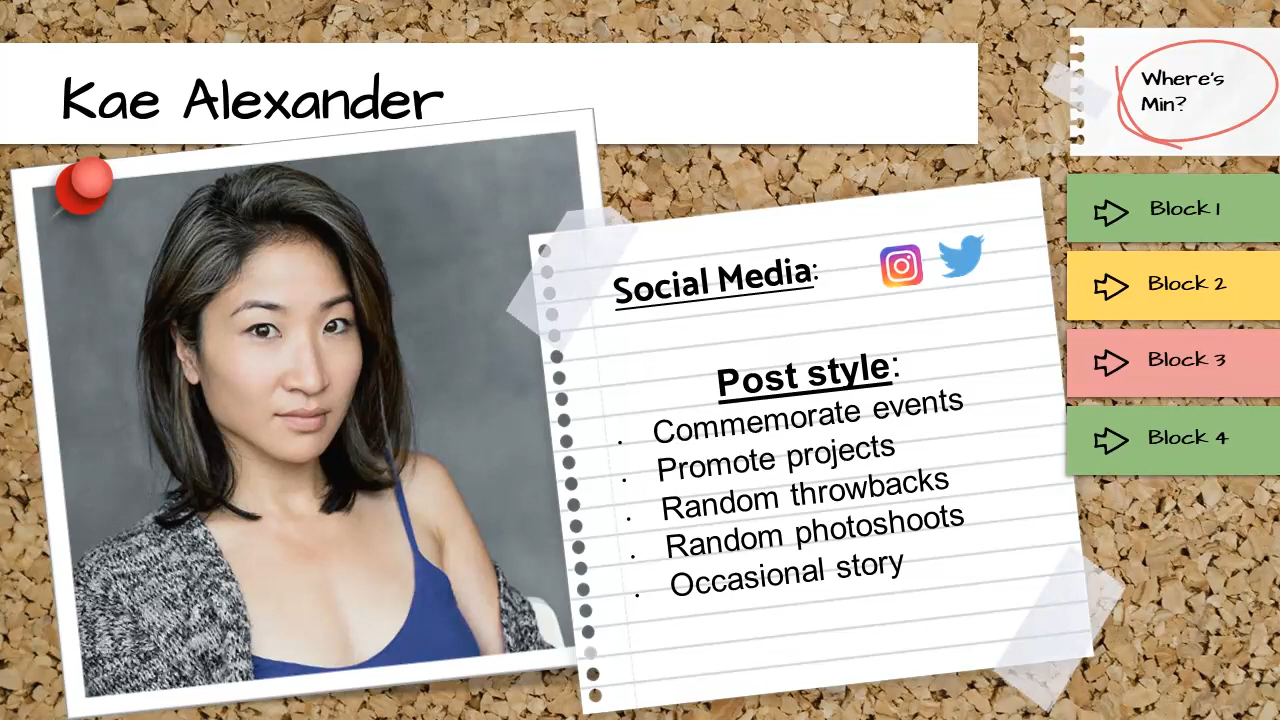 Kae Alexander
Where's
Min?
Block 1
Block 2
Block 3
Block 4
Social Media:
Post style:
. Commemorate events
. Promote projects
. Random throwbacks
. Random photoshoots
. Occasional story